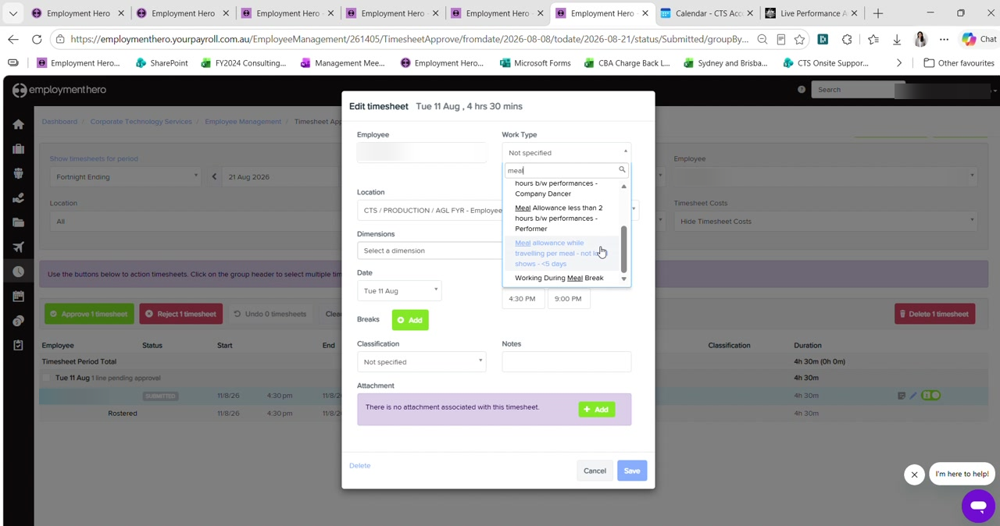 Employment Hero
Employment Hero
Employment Hero
Employment Hero
Employment Hero
Employment Hero
Calendar - CTS Acc
Live Performance A
https://employmenthero.yourpayroll.com.au/EmployeeManagement/261405/TimesheetApprove/fromdate/2026-08-08/todate/2026-08-21/status/Submitted/groupBy...
Chat
Employment Hero...
SharePoint
FY2024 Consulting...
Management Mee...
Employment Hero...
Microsoft Forms
CBA Charge Back L...
Sydney and Brisba...
CTS Onsite Suppor...
Other favourites
employmenthero
Search
Dashboard / Corporate Technology Services / Employee Management / Timesheet App
Show timesheets for period
Employee
Fortnight Ending
21 Aug 2026
Location
Timesheet Costs
All
Hide Timesheet Costs
Use the buttons below to action timesheets. Click on the group header to select multiple tim
Approve 1 timesheet
Reject 1 timesheet
Undo 0 timesheets
Clea
Delete 1 timesheet
Employee
Status
Start
End
Classification
Duration
Timesheet Period Total
4h 30m (0h 0m)
Tue 11 Aug 1 line pending approval
4h 30m
SUBMITTED
11/8/26
4:30pm
11/8/2
4h 30m
Rostered
11/8/26
4:30pm
11/8/2
4h 30m
Edit timesheet Tue 11 Aug , 4 hrs 30 mins
Employee
Work Type
Not specified
meal
hours b/w performances -
Company Dancer
Meal Allowance less than 2
hours b/w performances -
Performer
Meal allowance while
travelling per meal - not
shows - <5 days
Working During Meal Break
Location
CTS / PRODUCTION / AGL FYR - Employee
Dimensions
Select a dimension
Date
Tue 11 Aug
4:30 PM
9:00 PM
Breaks
Add
Classification
Notes
Not specified
Attachment
There is no attachment associated with this timesheet.
Add
Delete
Cancel
Save
I'm here to help!